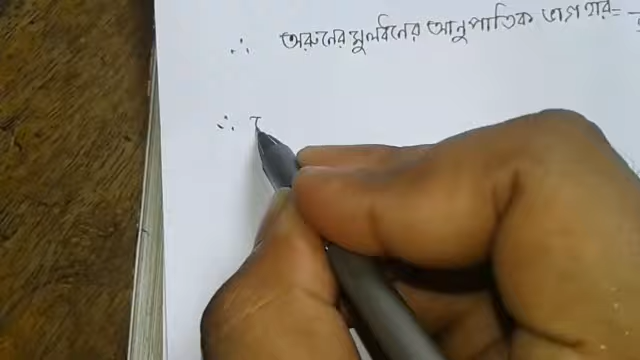 ∴ অরুনের মূলধনের আনুপাতিক ভাগ হার =
∴